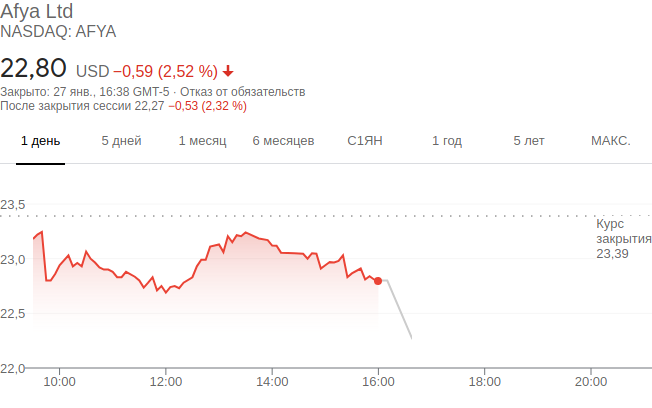 Afya Ltd
NASDAQ: AFYA
22,80 USD −0,59 (2,52 %)
Закрыто: 27 янв., 16:38 GMT-5 · Отказ от обязательств
После закрытия сессии 22,27 −0,53 (2,32 %)
1 день 5 дней 1 месяц 6 месяцев С1ЯН 1 год 5 лет МАКС.
23,5
Курс
закрытия
23,39
23,0
22,5
22,0
10:00 12:00 14:00 16:00 18:00 20:00